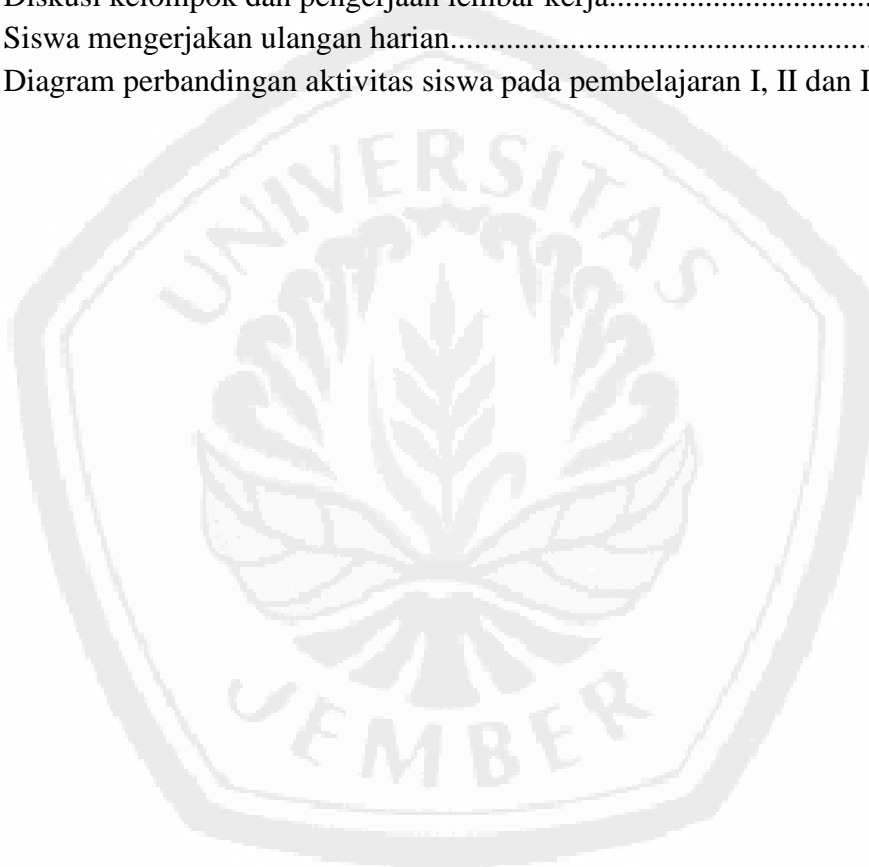 Diskusi kelompok dan pengerjaan lembar kerja....................................
Siswa mengerjakan ulangan harian....................................................
Diagram perbandingan aktivitas siswa pada pembelajaran I, II dan I
UNIVERSITAS
JEMBER